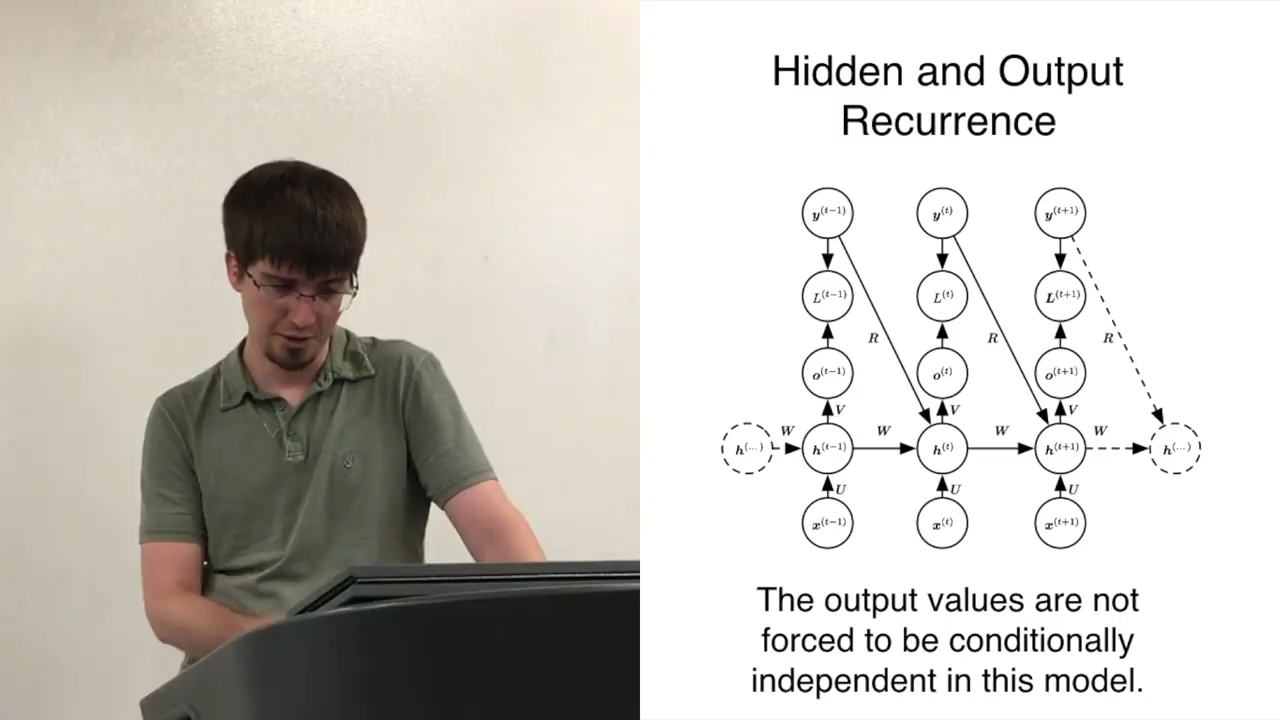 Hidden and Output
Recurrence
y^(t−1) y^(t) y^(t+1)
L^(t−1) L^(t) L^(t+1)
R R R
o^(t−1) o^(t) o^(t+1)
V V V
W W W W
h^(...) h^(t−1) h^(t) h^(t+1) h^(...)
U U U
x^(t−1) x^(t) x^(t+1)
The output values are not
forced to be conditionally
independent in this model.